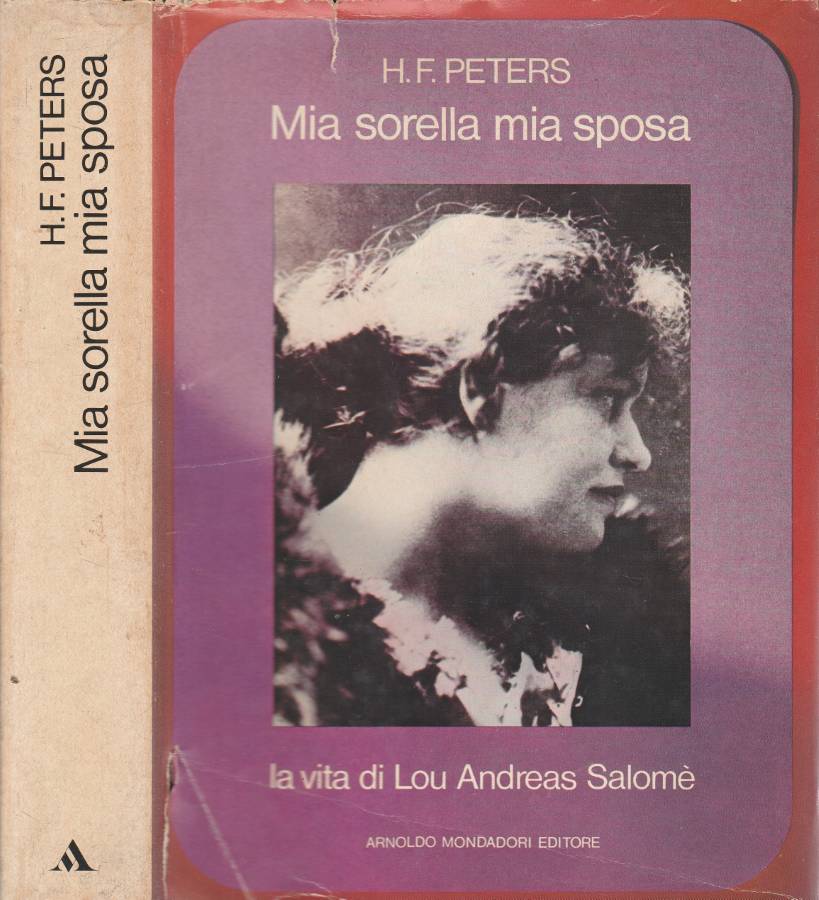 H.F. PETERS
Mia sorella mia sposa
H.F. PETERS
Mia sorella mia sposa
la vita di Lou Andreas Salomè
ARNOLDO MONDADORI EDITORE